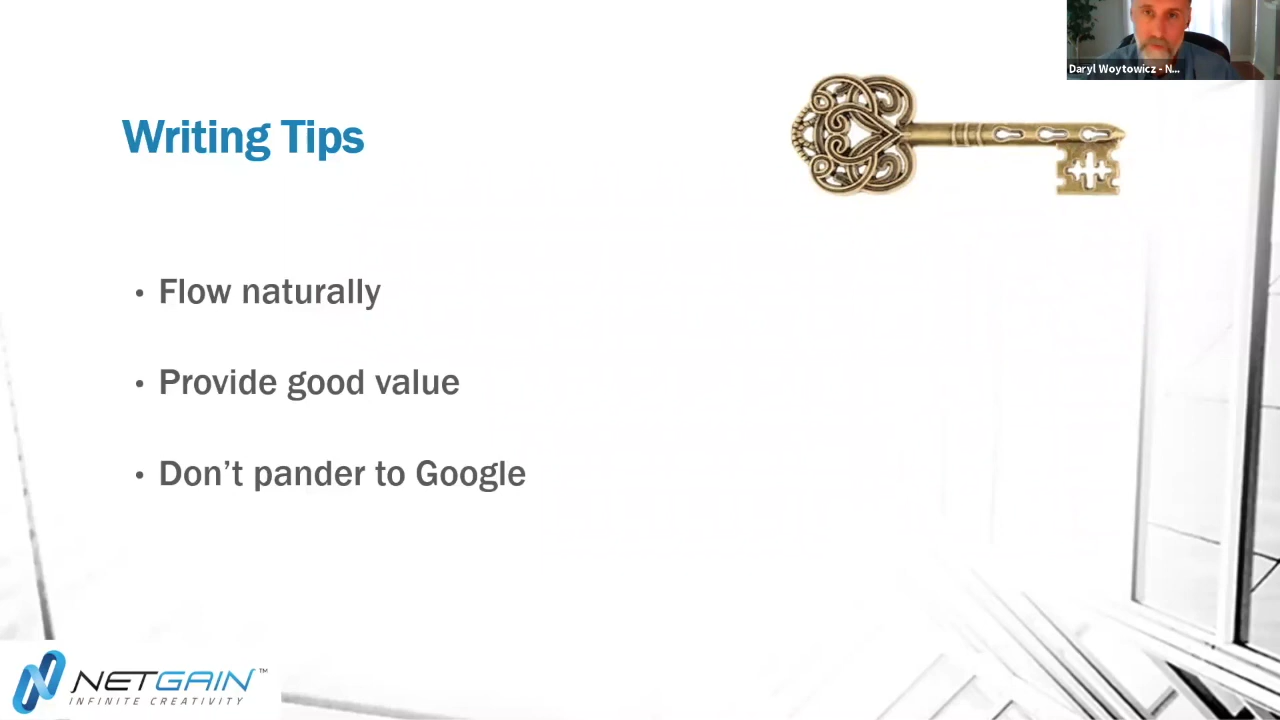 Daryl Woytowicz - N...
Writing Tips
• Flow naturally
• Provide good value
• Don’t pander to Google
NETGAIN™
INFINITE CREATIVITY